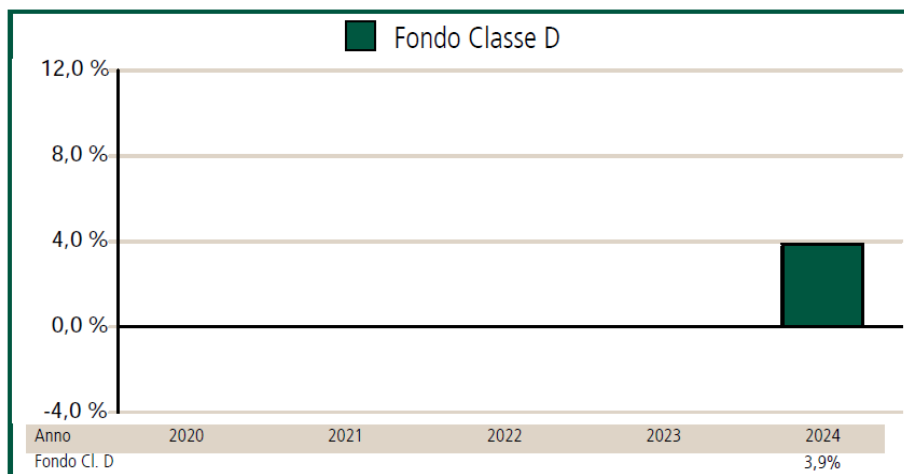 Fondo Classe D
12,0 %
8,0 %
4,0 %
0,0 %
-4,0 %
Anno 2020 2021 2022 2023 2024
Fondo Cl. D 3,9%